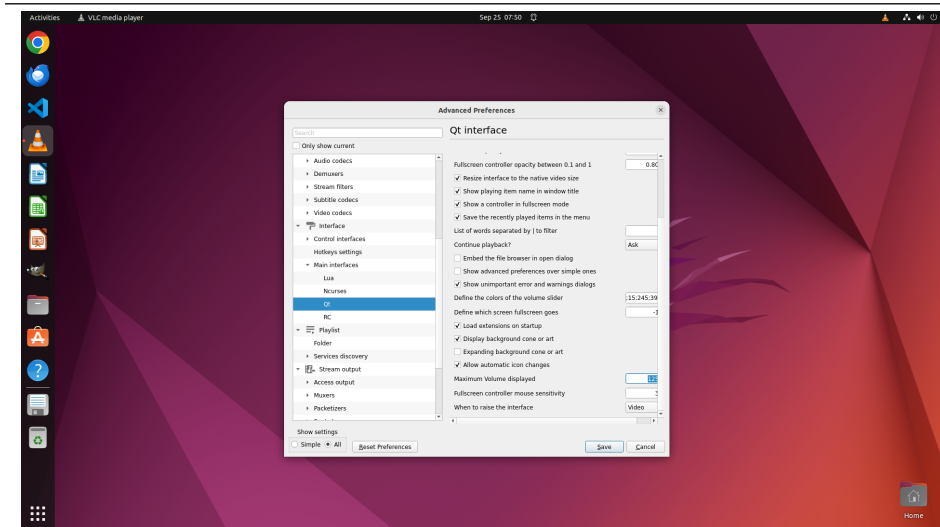 Activities
VLC media player
Sep 25 07:50
Advanced Preferences
Search
Only show current
Audio codecs
Demuxers
Stream filters
Subtitle codecs
Video codecs
Interface
Control interfaces
Hotkeys settings
Main interfaces
Lua
Ncurses
Qt
RC
Playlist
Folder
Services discovery
Stream output
Access output
Muxers
Packetizers
Show settings
Simple
All
Reset Preferences
Qt interface
Fullscreen controller opacity between 0.1 and 1
0.80
Resize interface to the native video size
Show playing item name in window title
Show a controller in fullscreen mode
Save the recently played items in the menu
List of words separated by | to filter
Continue playback?
Ask
Embed the file browser in open dialog
Show advanced preferences over simple ones
Show unimportant error and warnings dialogs
Define the colors of the volume slider
;15;245;39
Define which screen fullscreen goes
-1
Load extensions on startup
Display background cone or art
Expanding background cone or art
Allow automatic icon changes
Maximum Volume displayed
125
Fullscreen controller mouse sensitivity
3
When to raise the interface
Video
Save
Cancel
Home